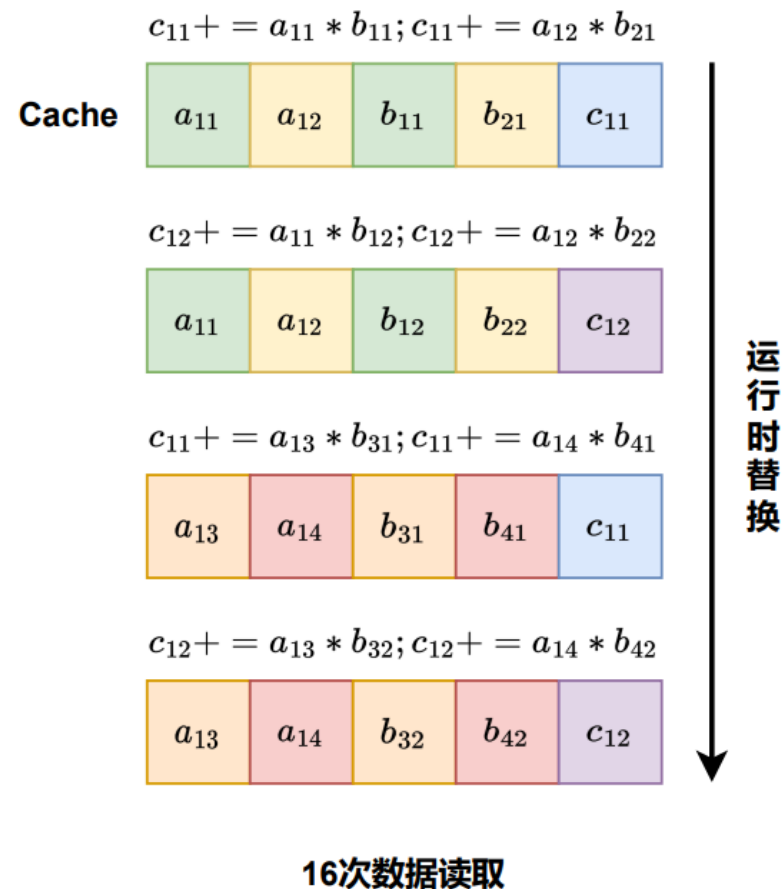 c₁₁+ = a₁₁ * b₁₁; c₁₁+ = a₁₂ * b₂₁
Cache
a₁₁ a₁₂ b₁₁ b₂₁ c₁₁
c₁₂+ = a₁₁ * b₁₂; c₁₂+ = a₁₂ * b₂₂
a₁₁ a₁₂ b₁₂ b₂₂ c₁₂
c₁₁+ = a₁₃ * b₃₁; c₁₁+ = a₁₄ * b₄₁
a₁₃ a₁₄ b₃₁ b₄₁ c₁₁
c₁₂+ = a₁₃ * b₃₂; c₁₂+ = a₁₄ * b₄₂
a₁₃ a₁₄ b₃₂ b₄₂ c₁₂
运行时替换
16次数据读取